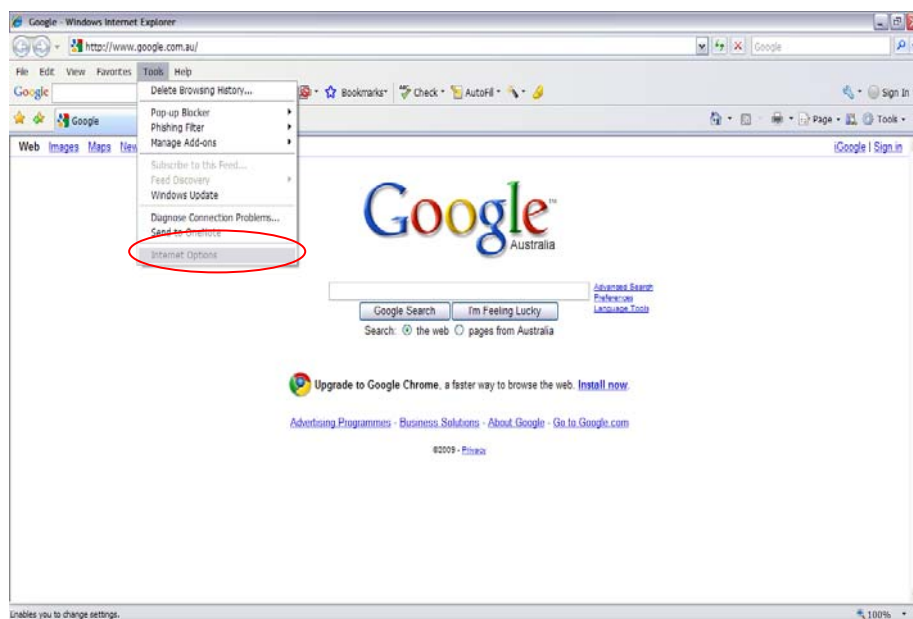 Google - Windows Internet Explorer
http://www.google.com.au/
Google
File Edit View Favorites Tools Help
Google
Bookmarks Check AutoFill Sign In
Google
Page Tools
Delete Browsing History...
Pop-up Blocker
Phishing Filter
Manage Add-ons
Subscribe to this Feed...
Feed Discovery
Windows Update
Diagnose Connection Problems...
Send to OneNote
Internet Options
Web Images Maps New
iGoogle | Sign in
Google™
Australia
Advanced Search
Preferences
Language Tools
Google Search I'm Feeling Lucky
Search: the web pages from Australia
Upgrade to Google Chrome, a faster way to browse the web. Install now.
Advertising Programmes - Business Solutions - About Google - Go to Google.com
©2009 - Privacy
Enables you to change settings.
100%